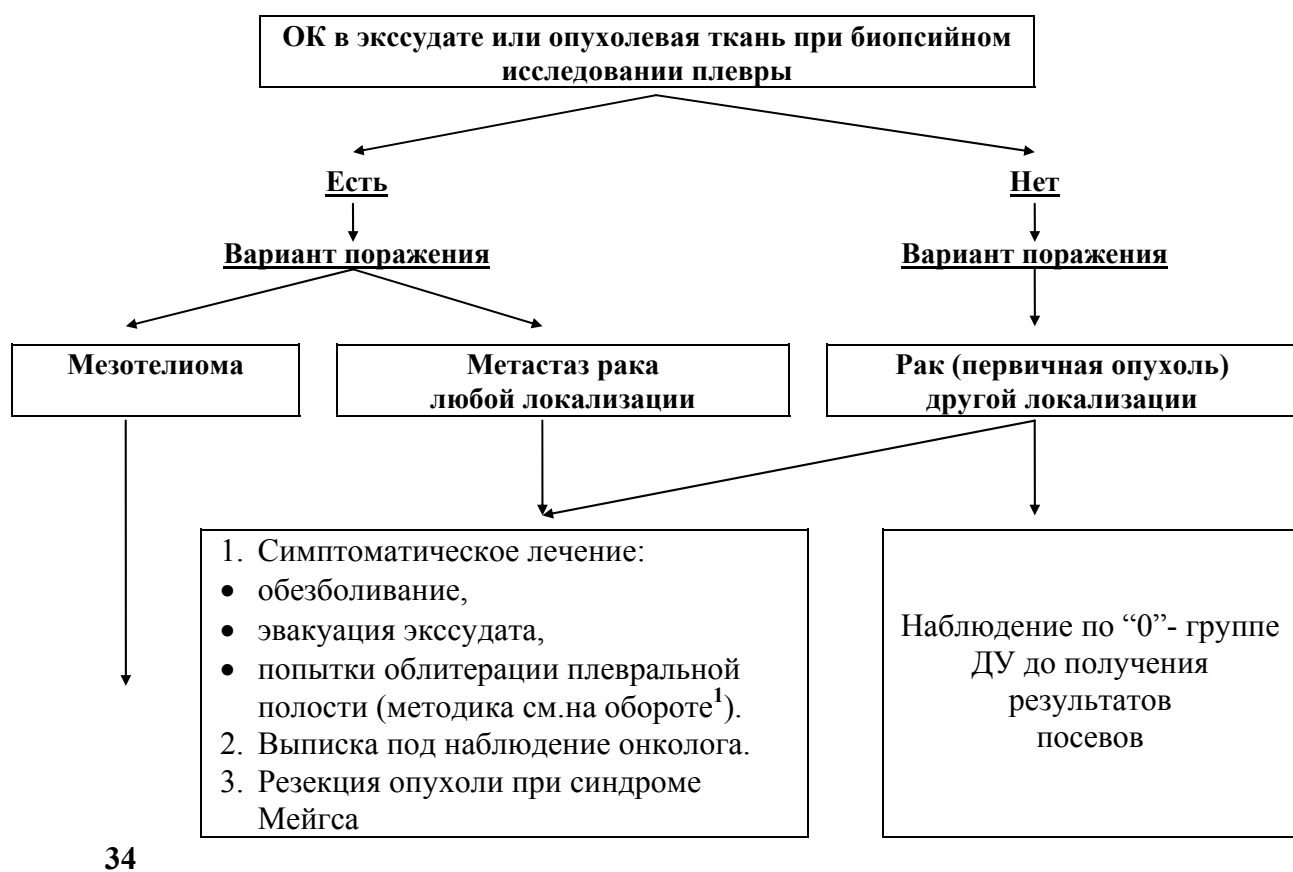 ОК в экссудате или опухолевая ткань при биопсийном
исследовании плевры
Есть
Нет
Вариант поражения
Вариант поражения
Мезотелиома
Метастаз рака
любой локализации
Рак (первичная опухоль)
другой локализации
1. Симптоматическое лечение:
• обезболивание,
• эвакуация экссудата,
• попытки облитерации плевральной
полости (методика см.на обороте¹).
2. Выписка под наблюдение онколога.
3. Резекция опухоли при синдроме
Мейгса
Наблюдение по “0”- группе
ДУ до получения
результатов
посевов
34